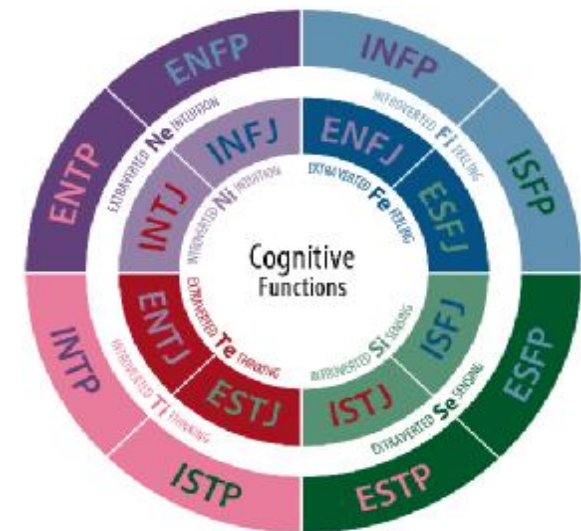 ENFP
INFP
ENTP
ISFP
EXTRAVERTED Ne INTUITION
INTROVERTED Fi FEELING
INFJ
ENFJ
INTJ
ESFJ
INTROVERTED Ni INTUITION
EXTRAVERTED Fe FEELING
Cognitive
Functions
EXTRAVERTED Te THINKING
INTROVERTED Si SENSING
ENTJ
ISFJ
ESTJ
ISTJ
INTROVERTED Ti THINKING
EXTRAVERTED Se SENSING
INTP
ESFP
ISTP
ESTP